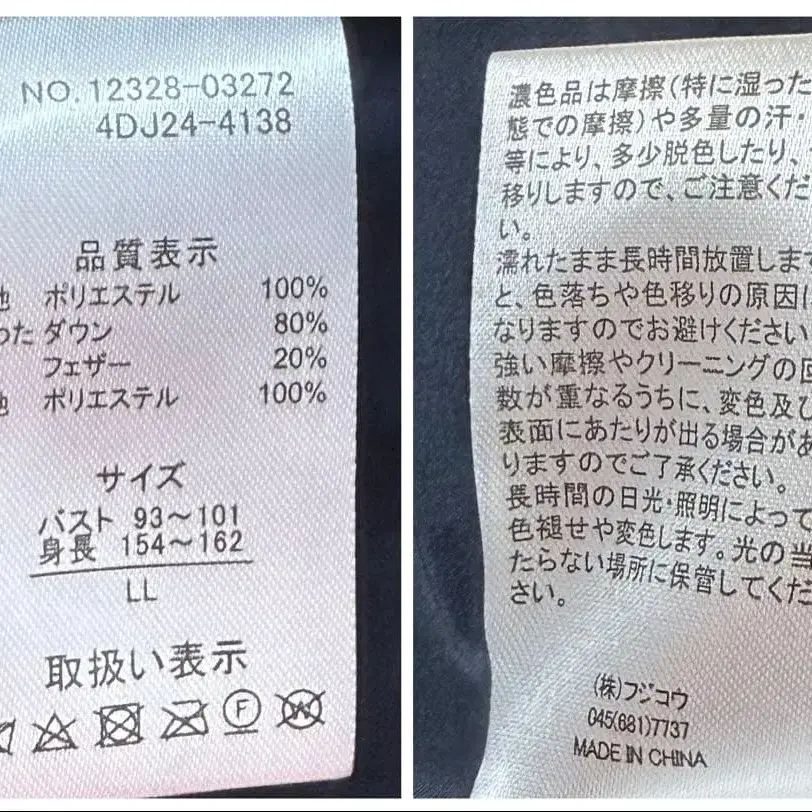 NO.12328-03272
4DJ24-4138
品質表示
地 ポリエステル 100%
った ダウン 80%
フェザー 20%
地 ポリエステル 100%
サイズ
バスト 93～101
身長 154～162
LL
取扱い表示
F
W
濃色品は摩擦(特に湿った
態での摩擦)や多量の汗・
等により、多少脱色したり、
移りしますので、ご注意くだ
い。
濡れたまま長時間放置します
と、色落ちや色移りの原因に
なりますのでお避けください
強い摩擦やクリーニングの回
数が重なるうちに、変色及び
表面にあたりが出る場合があ
りますのでご了承ください。
長時間の日光・照明によって
色褪せや変色します。光の当
たらない場所に保管してくだ
さい。
(株)フジコウ
045(681)7737
MADE IN CHINA